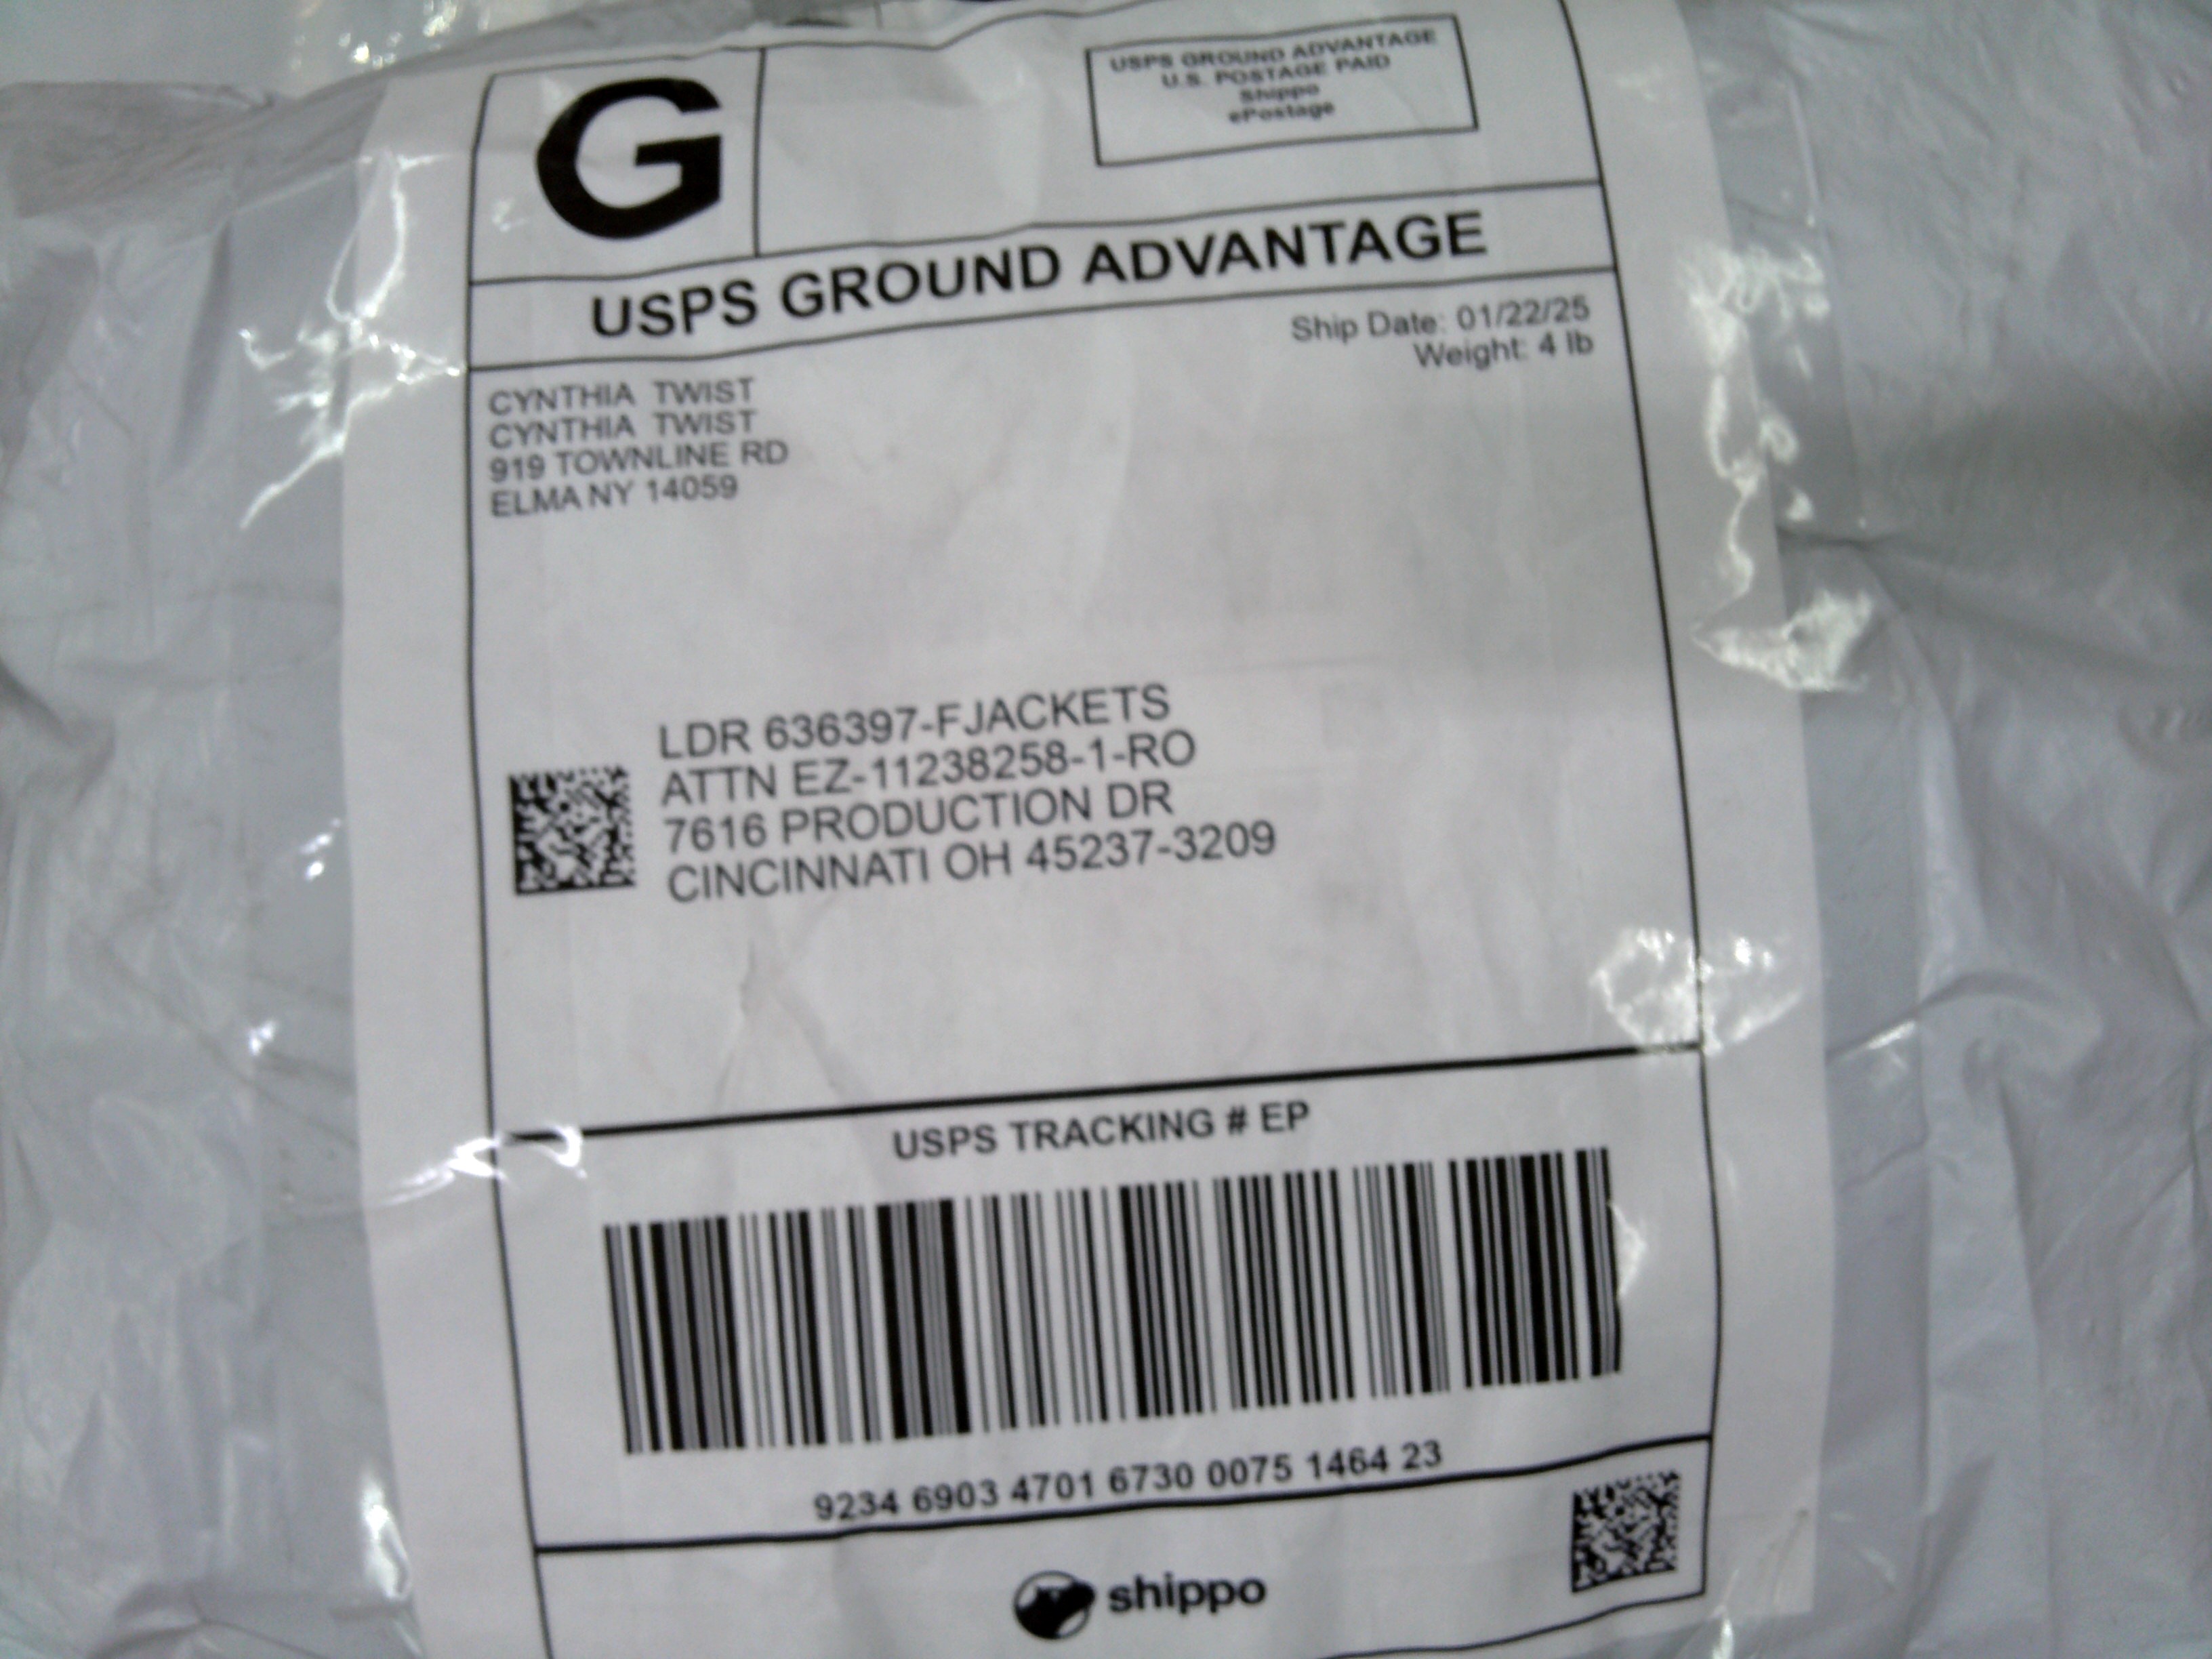 G
USPS GROUND ADVANTAGE
U.S. POSTAGE PAID
Shippo
ePostage
USPS GROUND ADVANTAGE
Ship Date: 01/22/25
Weight: 4 lb
CYNTHIA TWIST
CYNTHIA TWIST
919 TOWNLINE RD
ELMA NY 14059
LDR 636397-FJACKETS
ATTN EZ-11238258-1-RO
7616 PRODUCTION DR
CINCINNATI OH 45237-3209
USPS TRACKING # EP
9234 6903 4701 6730 0075 1464 23
shippo